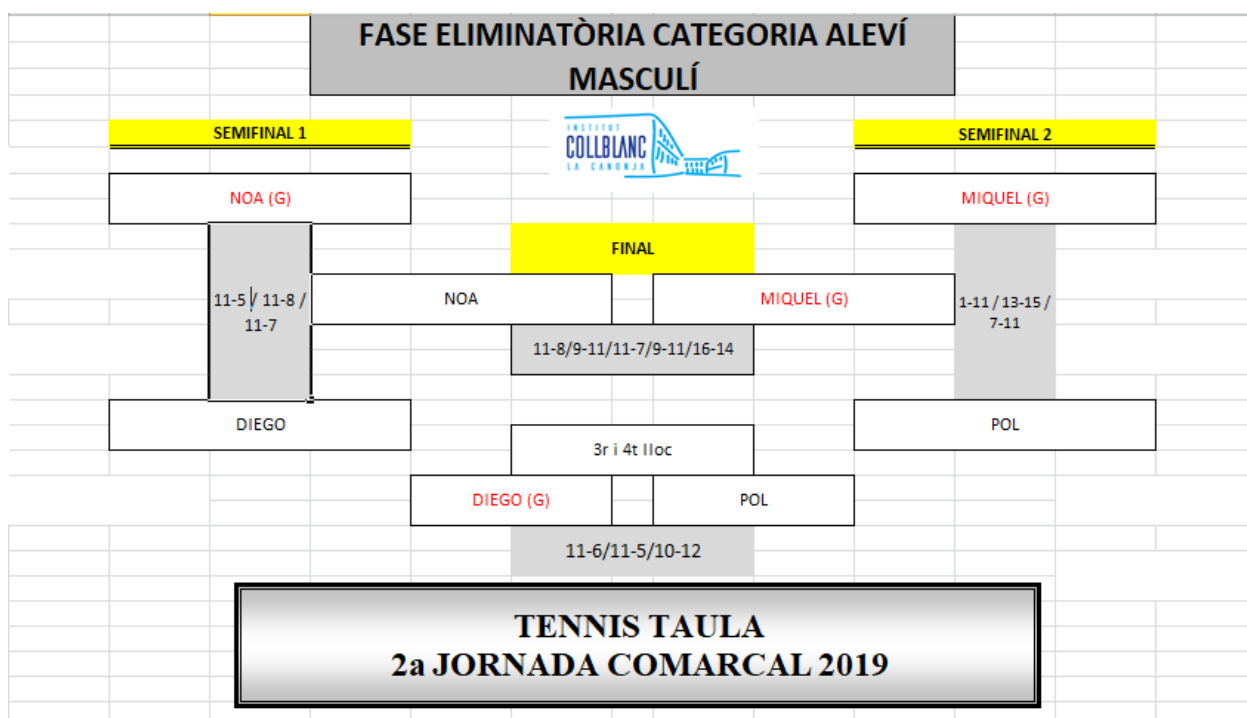 FASE ELIMINATÒRIA CATEGORIA ALEVÍ
MASCULÍ
SEMIFINAL 1
INSTITUT
COLLBLANC
LA CANONJA
SEMIFINAL 2
NOA (G)
MIQUEL (G)
FINAL
11-5 / 11-8 /
11-7
NOA
MIQUEL (G)
1-11 / 13-15 /
7-11
11-8/9-11/11-7/9-11/16-14
DIEGO
POL
3r i 4t lloc
DIEGO (G)
POL
11-6/11-5/10-12
TENNIS TAULA
2a JORNADA COMARCAL 2019